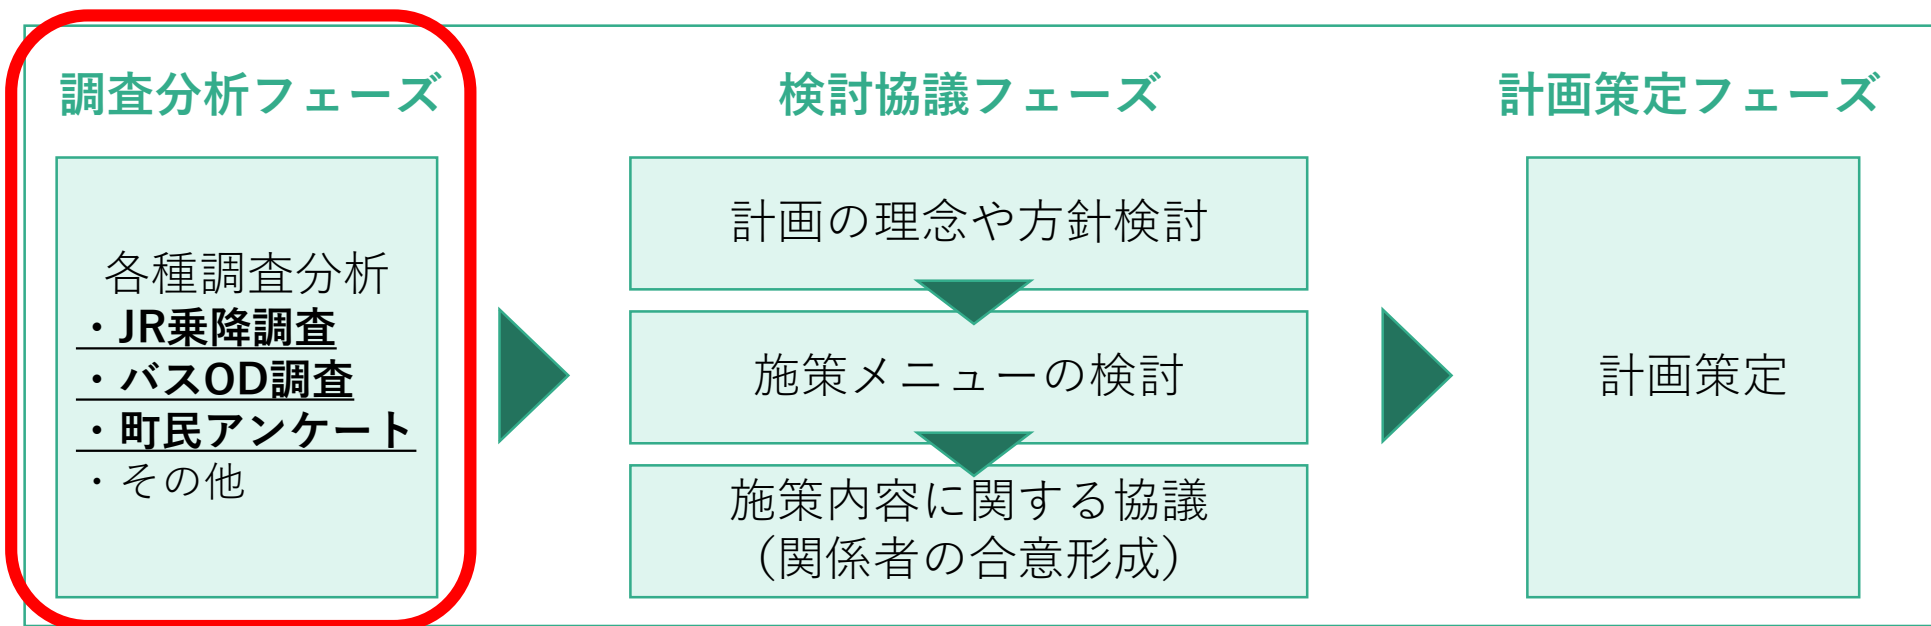 調査分析フェーズ
各種調査分析
・JR乗降調査
・バスOD調査
・町民アンケート
・その他
検討協議フェーズ
計画の理念や方針検討
施策メニューの検討
施策内容に関する協議
(関係者の合意形成)
計画策定フェーズ
計画策定